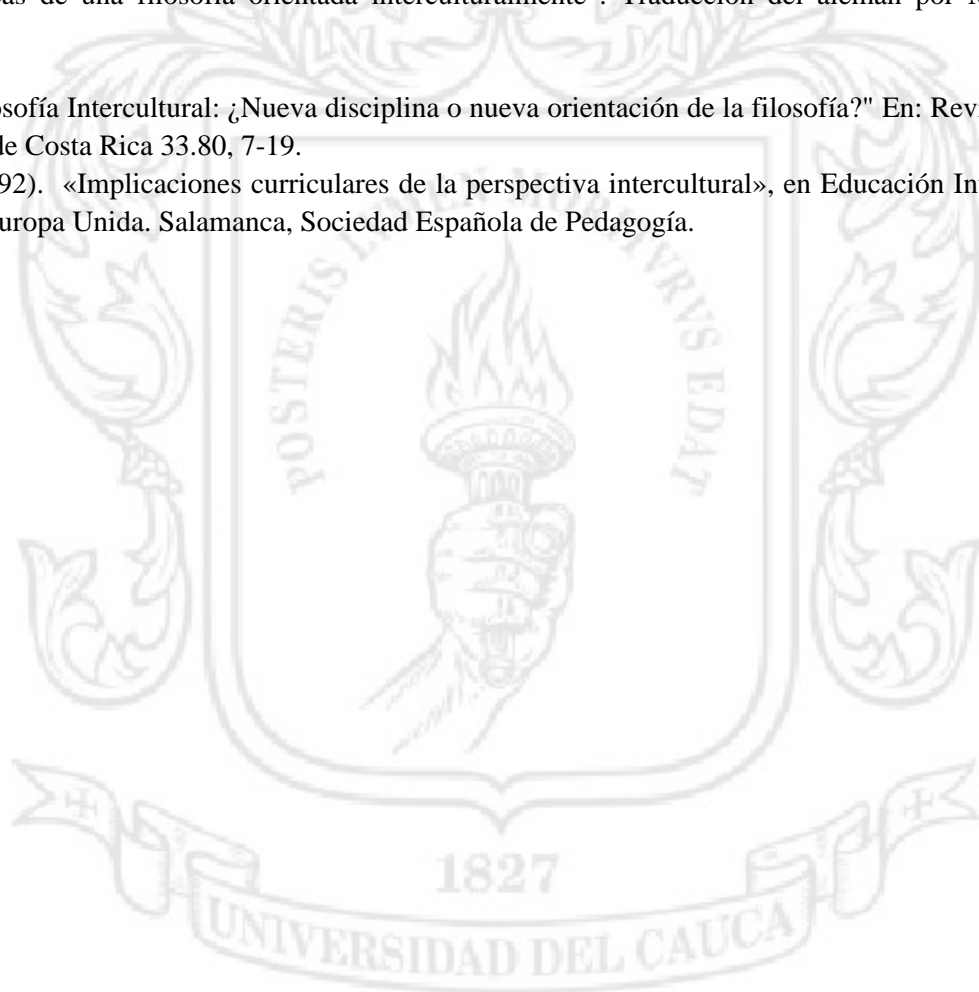 as de una filosofía orientada interculturalmente". Traducción del alemán por
osofía Intercultural: ¿Nueva disciplina o nueva orientación de la filosofía?" En: Rev
de Costa Rica 33.80, 7-19.
92). «Implicaciones curriculares de la perspectiva intercultural», en Educación In
uropa Unida. Salamanca, Sociedad Española de Pedagogía.
POSTERIS LVMEN MORITVRVS EDAT
1827
UNIVERSIDAD DEL CAUCA